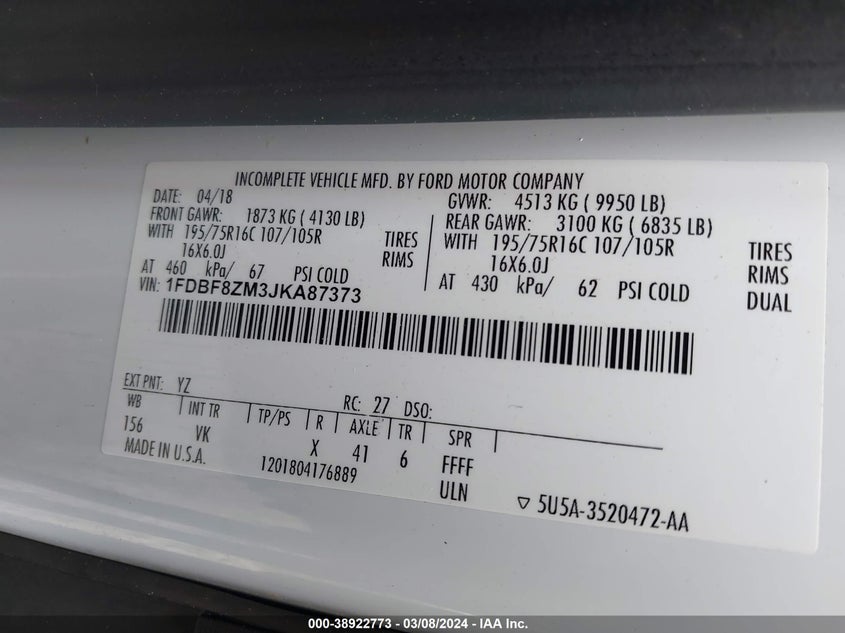 INCOMPLETE VEHICLE MFD. BY FORD MOTOR COMPANY
DATE: 04/18 GVWR: 4513 KG ( 9950 LB)
FRONT GAWR: 1873 KG ( 4130 LB) REAR GAWR: 3100 KG ( 6835 LB)
WITH 195/75R16C 107/105R TIRES WITH 195/75R16C 107/105R TIRES
16X6.0J RIMS 16X6.0J RIMS
AT 460 kPa/ 67 PSI COLD AT 430 kPa/ 62 PSI COLD DUAL
VIN: 1FDBF8ZM3JKA87373
EXT PNT: YZ RC: 27 DSO:
WB INT TR TP/PS R AXLE TR SPR
156 VK X 41 6 FFFF
MADE IN U.S.A. 1201804176889 ULN
5U5A-3520472-AA
000-38922773 - 03/08/2024 - IAA Inc.